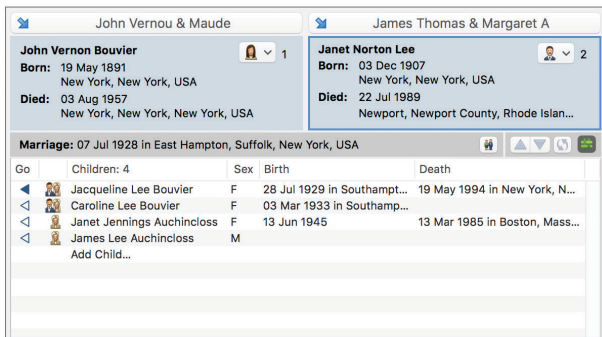 John Vernou & Maude
James Thomas & Margaret A
John Vernon Bouvier
1
Born: 19 May 1891
New York, New York, USA
Died: 03 Aug 1957
New York, New York, New York, USA
Janet Norton Lee
2
Born: 03 Dec 1907
New York, New York, USA
Died: 22 Jul 1989
Newport, Newport County, Rhode Islan...
Marriage: 07 Jul 1928 in East Hampton, Suffolk, New York, USA
Go Children: 4 Sex Birth Death
Jacqueline Lee Bouvier F 28 Jul 1929 in Southampt... 19 May 1994 in New York, N...
Caroline Lee Bouvier F 03 Mar 1933 in Southamp...
Janet Jennings Auchincloss F 13 Jun 1945 13 Mar 1985 in Boston, Mass...
James Lee Auchincloss M
Add Child...